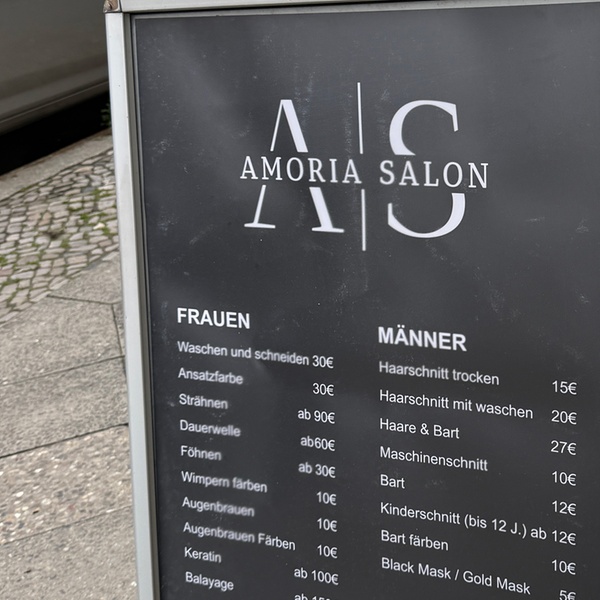 A|S
AMORIA SALON
FRAUEN
Waschen und schneiden 30€
Ansatzfarbe 30€
Strähnen ab 90€
Dauerwelle ab60€
Föhnen ab 30€
Wimpern färben 10€
Augenbrauen 10€
Augenbrauen Färben 10€
Keratin ab 100€
Balayage
MÄNNER
Haarschnitt trocken 15€
Haarschnitt mit waschen 20€
Haare & Bart 27€
Maschinenschnitt 10€
Bart 12€
Kinderschnitt (bis 12 J.) ab 12€
Bart färben 10€
Black Mask / Gold Mask 5€